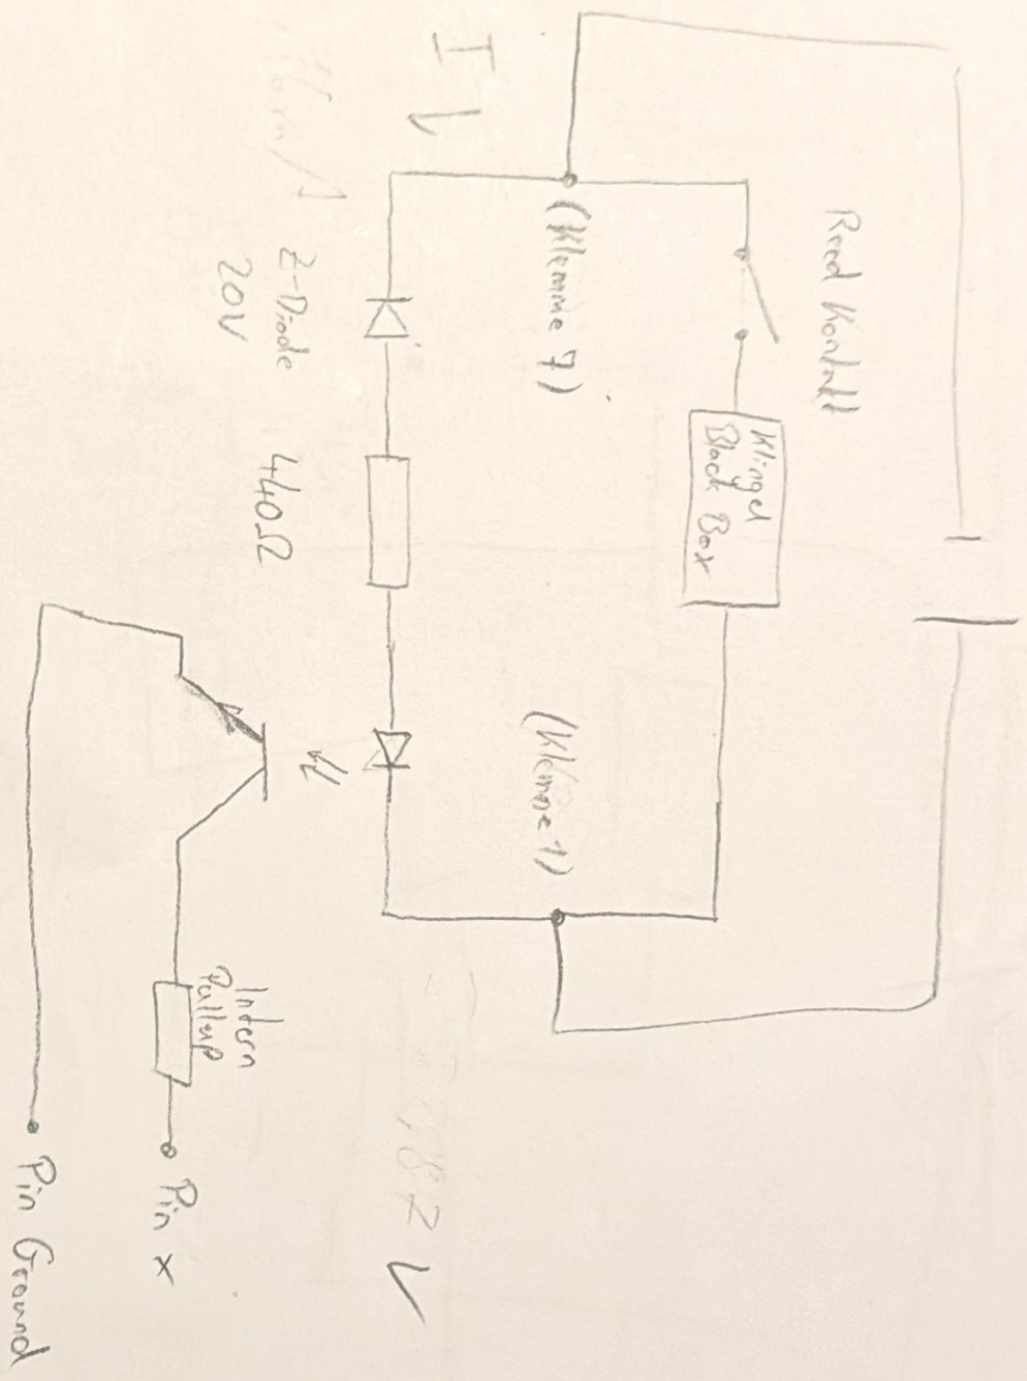 Reed Kontakt
Klingel
Black Box
(Klemme 7)
(Klemme 1)
I
Z-Diode
20V
440Ω
Intern
Pullup
Pin x
Pin Ground